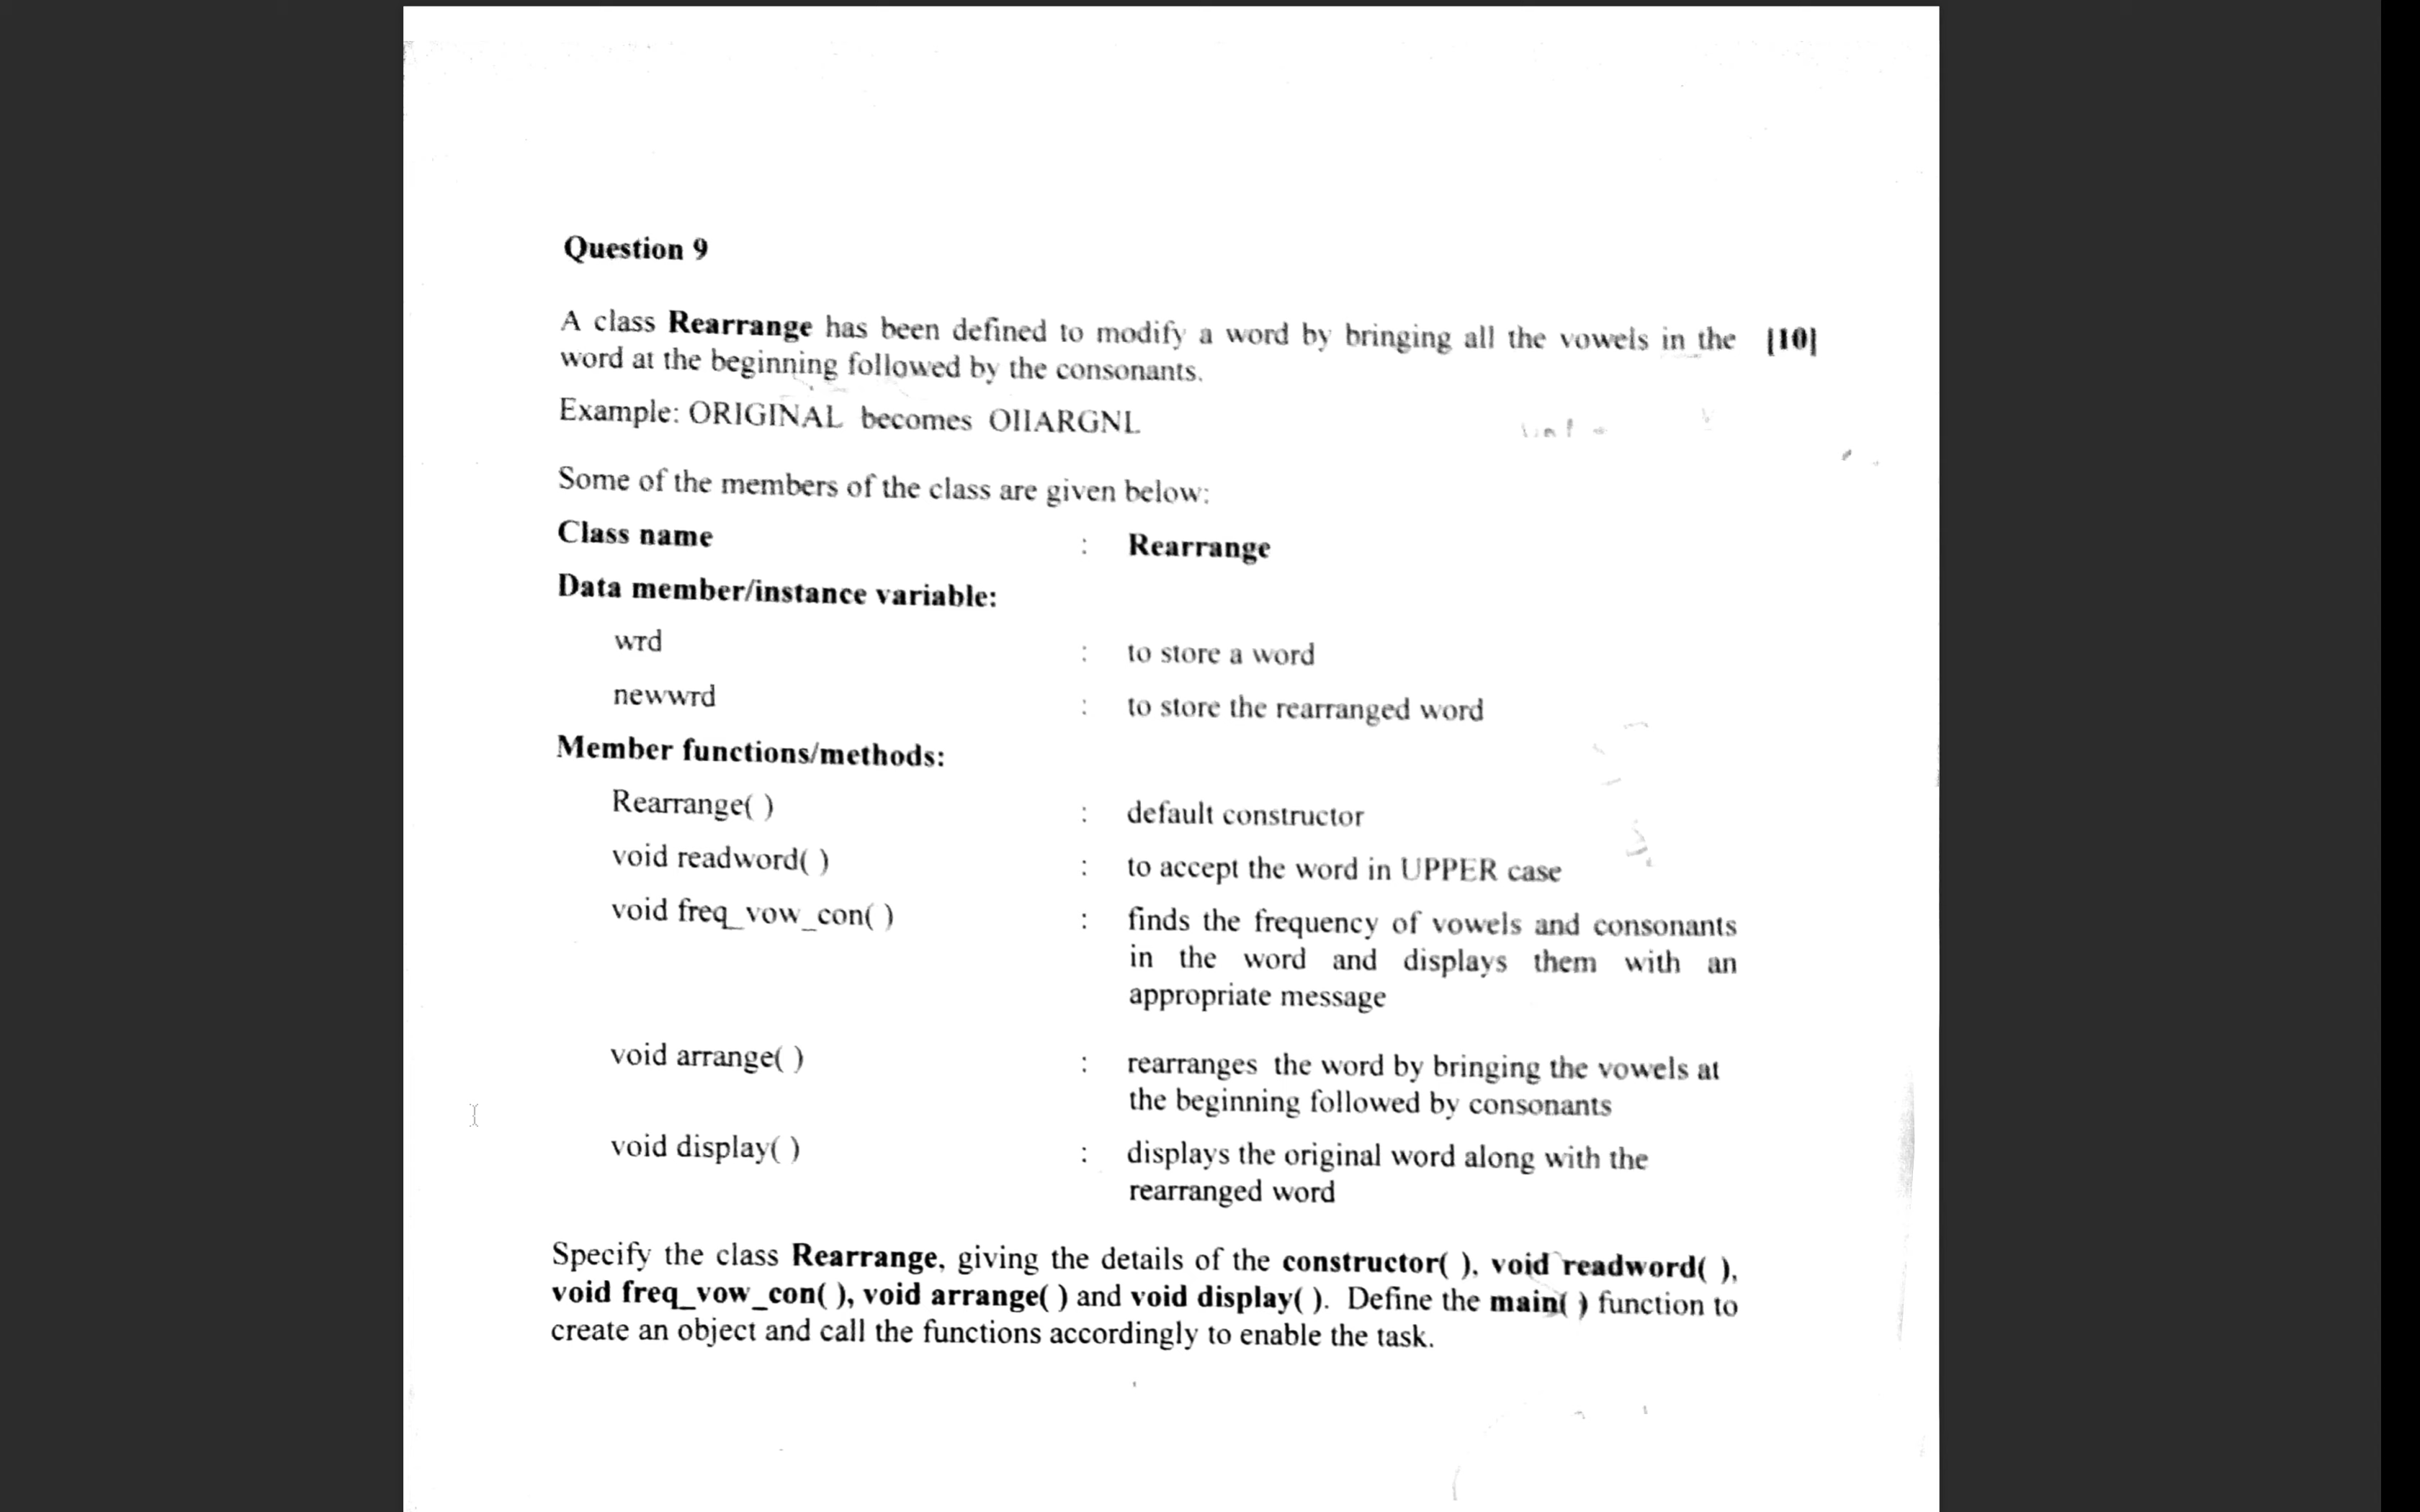 Question 9
A class Rearrange has been defined to modify a word by bringing all the vowels in the [10]
word at the beginning followed by the consonants.
Example: ORIGINAL becomes OIIARGNL
Some of the members of the class are given below:
Class name : Rearrange
Data member/instance variable:
wrd : to store a word
newwrd : to store the rearranged word
Member functions/methods:
Rearrange( ) : default constructor
void readword( ) : to accept the word in UPPER case
void freq_vow_con( ) : finds the frequency of vowels and consonants
in the word and displays them with an
appropriate message
void arrange( ) : rearranges the word by bringing the vowels at
the beginning followed by consonants
void display( ) : displays the original word along with the
rearranged word
Specify the class Rearrange, giving the details of the constructor( ), void readword( ),
void freq_vow_con( ), void arrange( ) and void display( ). Define the main( ) function to
create an object and call the functions accordingly to enable the task.